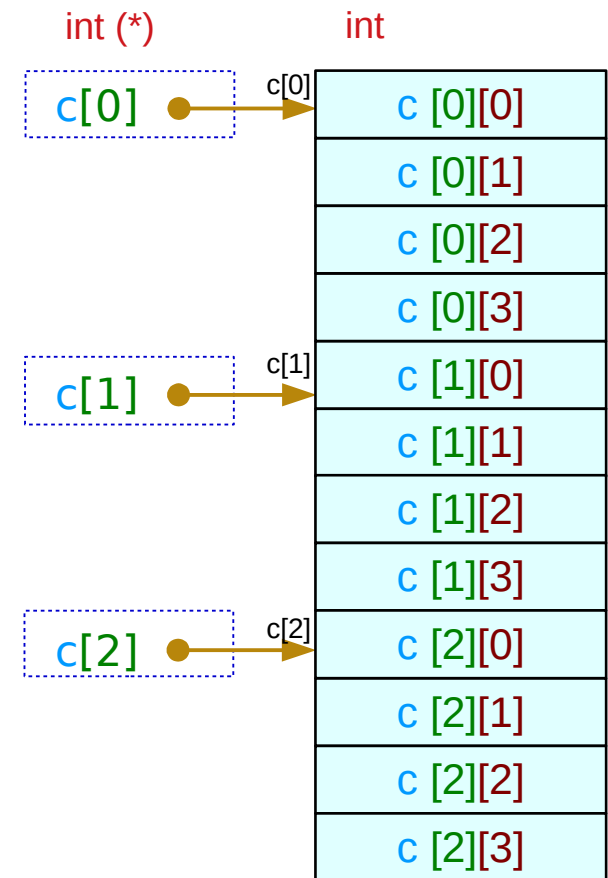 int (*) int
c[0] c[0] c [0][0]
c [0][1]
c [0][2]
c [0][3]
c[1] c[1] c [1][0]
c [1][1]
c [1][2]
c [1][3]
c[2] c[2] c [2][0]
c [2][1]
c [2][2]
c [2][3]